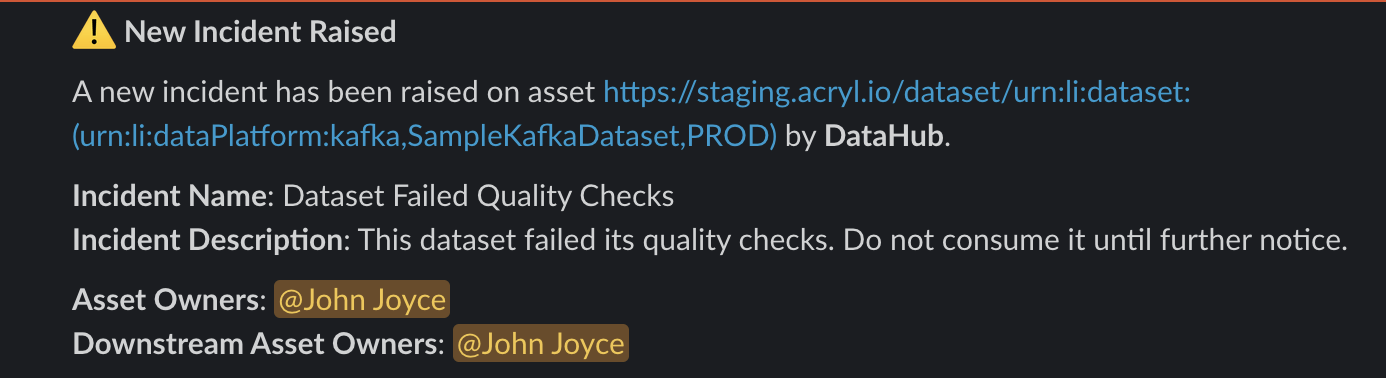 New Incident Raised
A new incident has been raised on asset https://staging.acryl.io/dataset/urn:li:dataset:
(urn:li:dataPlatform:kafka,SampleKafkaDataset,PROD) by DataHub.
Incident Name: Dataset Failed Quality Checks
Incident Description: This dataset failed its quality checks. Do not consume it until further notice.
Asset Owners: @John Joyce
Downstream Asset Owners: @John Joyce